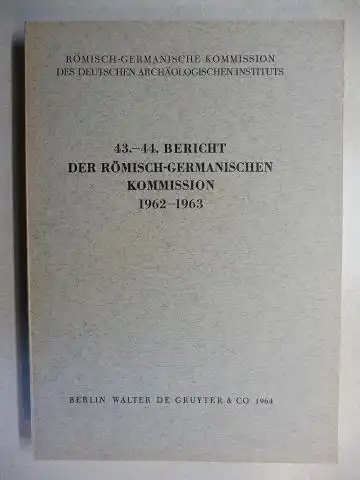 RÖMISCH-GERMANISCHE KOMMISSION
DES DEUTSCHEN ARCHÄOLOGISCHEN INSTITUTS
43.–44. BERICHT
DER RÖMISCH-GERMANISCHEN
KOMMISSION
1962–1963
BERLIN WALTER DE GRUYTER & CO 1964